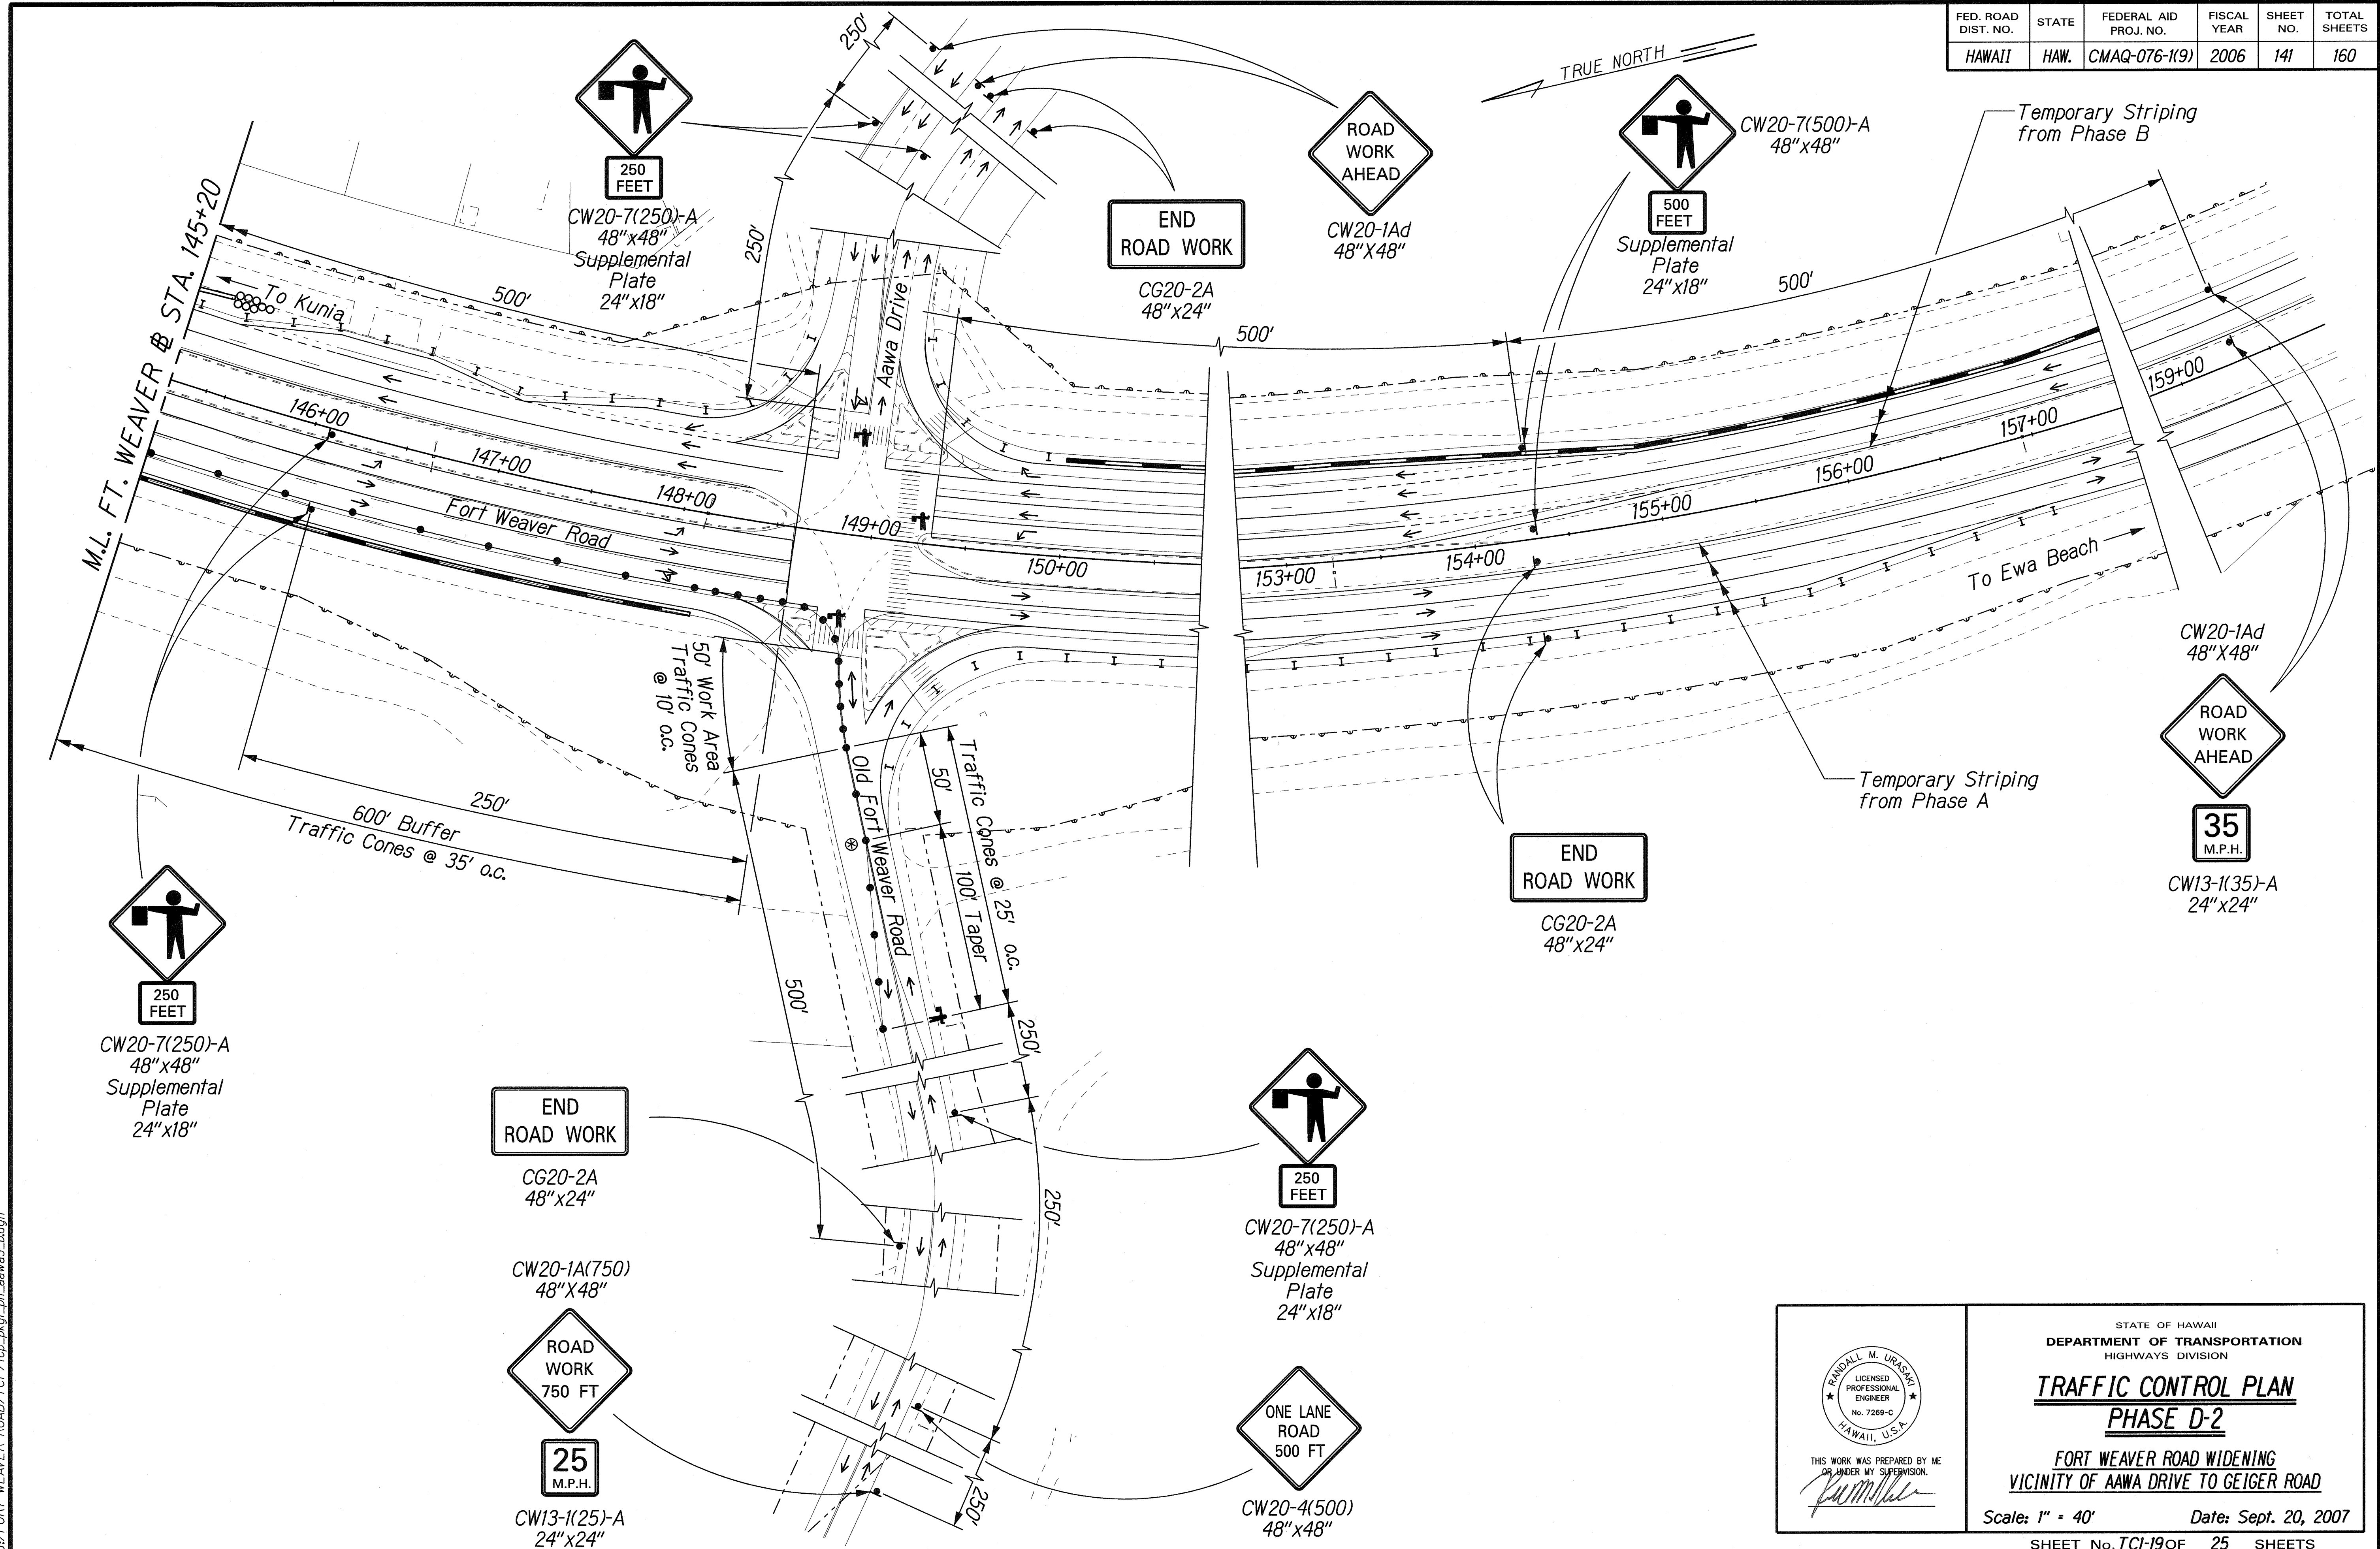 FED. ROAD DIST. NO.
STATE
FEDERAL AID PROJ. NO.
FISCAL YEAR
SHEET NO.
TOTAL SHEETS
HAWAII
HAW.
CMAQ-076-1(9)
2006
141
160
TRUE NORTH
250'
250'
250
FEET
CW20-7(250)-A
48"x48"
Supplemental
Plate
24"x18"
END
ROAD WORK
CG20-2A
48"x24"
ROAD
WORK
AHEAD
CW20-1Ad
48"X48"
CW20-7(500)-A
48"x48"
500
FEET
Supplemental
Plate
24"x18"
Temporary Striping
from Phase B
M.L. FT. WEAVER ℄ STA. 145+20
To Kunia
500'
Aawa Drive
500'
500'
146+00
147+00
148+00
149+00
150+00
153+00
154+00
155+00
156+00
157+00
159+00
Fort Weaver Road
To Ewa Beach
50' Work Area
Traffic Cones
@ 10' o.c.
250'
600' Buffer
Traffic Cones @ 35' o.c.
Old Fort Weaver Road
50'
100' Taper
Traffic Cones @ 25' o.c.
500'
250'
250'
250'
Temporary Striping
from Phase A
END
ROAD WORK
CG20-2A
48"x24"
CW20-1Ad
48"X48"
ROAD
WORK
AHEAD
35
M.P.H.
CW13-1(35)-A
24"x24"
250
FEET
CW20-7(250)-A
48"x48"
Supplemental
Plate
24"x18"
END
ROAD WORK
CG20-2A
48"x24"
250
FEET
CW20-7(250)-A
48"x48"
Supplemental
Plate
24"x18"
CW20-1A(750)
48"X48"
ROAD
WORK
750 FT
25
M.P.H.
CW13-1(25)-A
24"x24"
ONE LANE
ROAD
500 FT
CW20-4(500)
48"x48"
RANDALL M. URASAKI
LICENSED
PROFESSIONAL
ENGINEER
No. 7269-C
HAWAII, U.S.A.
THIS WORK WAS PREPARED BY ME
OR UNDER MY SUPERVISION.
STATE OF HAWAII
DEPARTMENT OF TRANSPORTATION
HIGHWAYS DIVISION
TRAFFIC CONTROL PLAN
PHASE D-2
FORT WEAVER ROAD WIDENING
VICINITY OF AAWA DRIVE TO GEIGER ROAD
Scale: 1" = 40'
Date: Sept. 20, 2007
SHEET No. TC1-19 OF 25 SHEETS